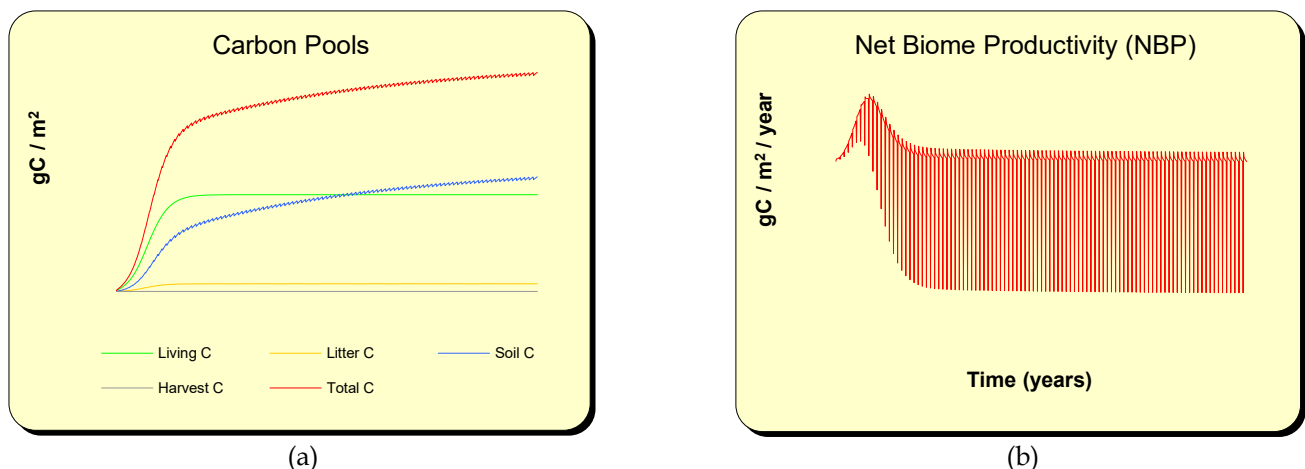 Carbon Pools
gC / m²
Living C
Litter C
Soil C
Harvest C
Total C
(a)
Net Biome Productivity (NBP)
gC / m² / year
Time (years)
(b)